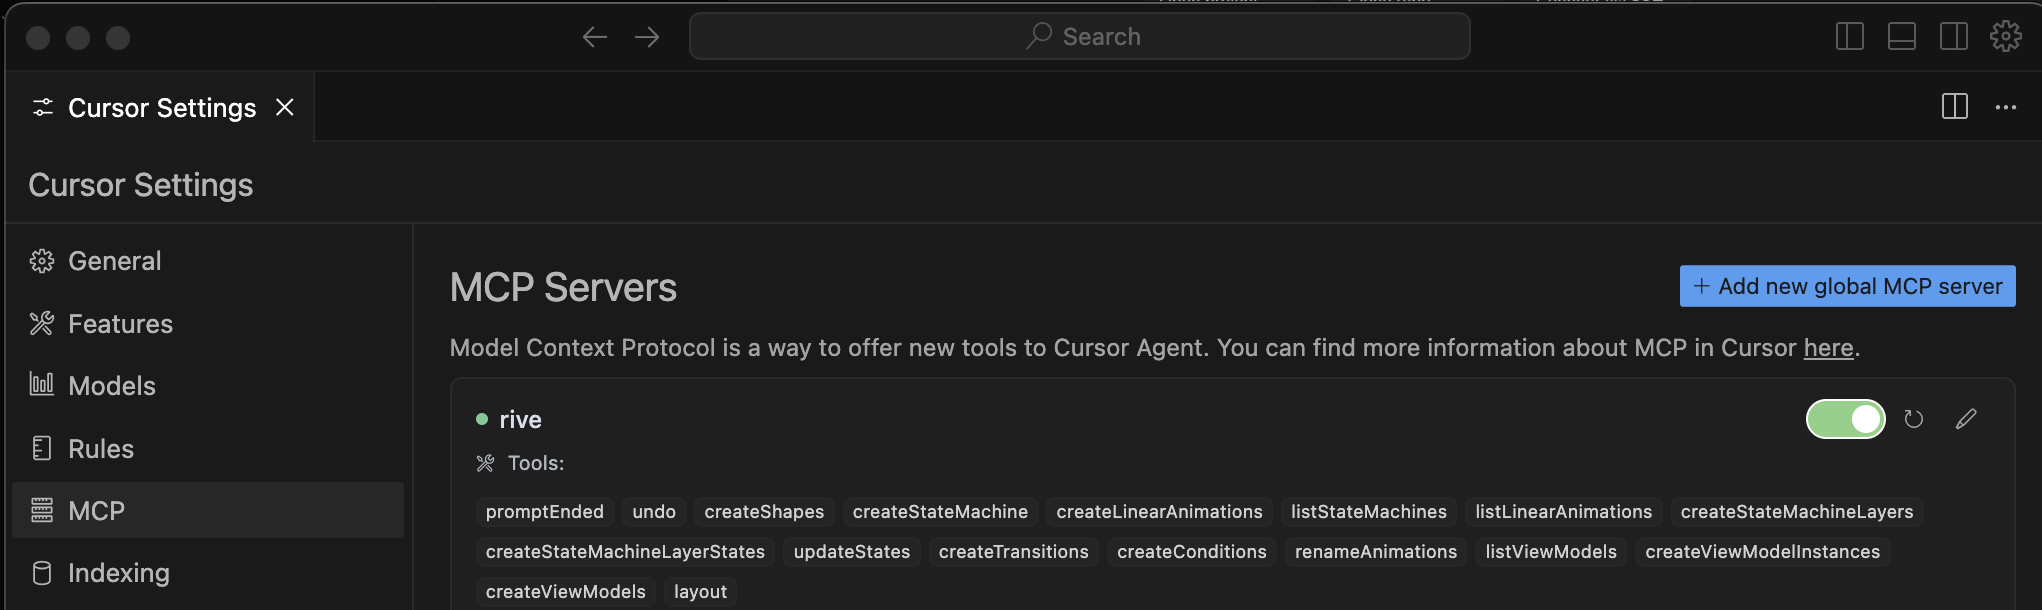 Search
Cursor Settings
Cursor Settings
General
Features
Models
Rules
MCP
Indexing
MCP Servers
+ Add new global MCP server
Model Context Protocol is a way to offer new tools to Cursor Agent. You can find more information about MCP in Cursor here.
rive
Tools:
promptEnded undo createShapes createStateMachine createLinearAnimations listStateMachines listLinearAnimations createStateMachineLayers
createStateMachineLayerStates updateStates createTransitions createConditions renameAnimations listViewModels createViewModelInstances
createViewModels layout